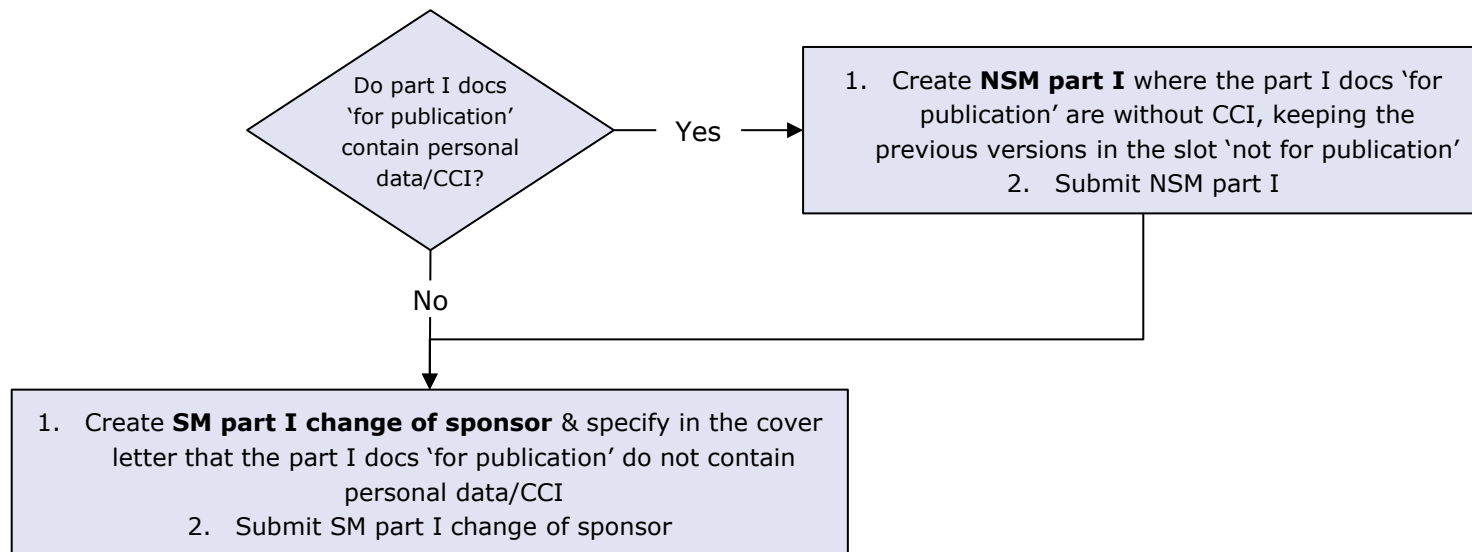 Do part I docs
‘for publication’
contain personal
data/CCI?
Yes
1. Create NSM part I where the part I docs ‘for
publication’ are without CCI, keeping the
previous versions in the slot ‘not for publication’
2. Submit NSM part I
No
1. Create SM part I change of sponsor & specify in the cover
letter that the part I docs ‘for publication’ do not contain
personal data/CCI
2. Submit SM part I change of sponsor